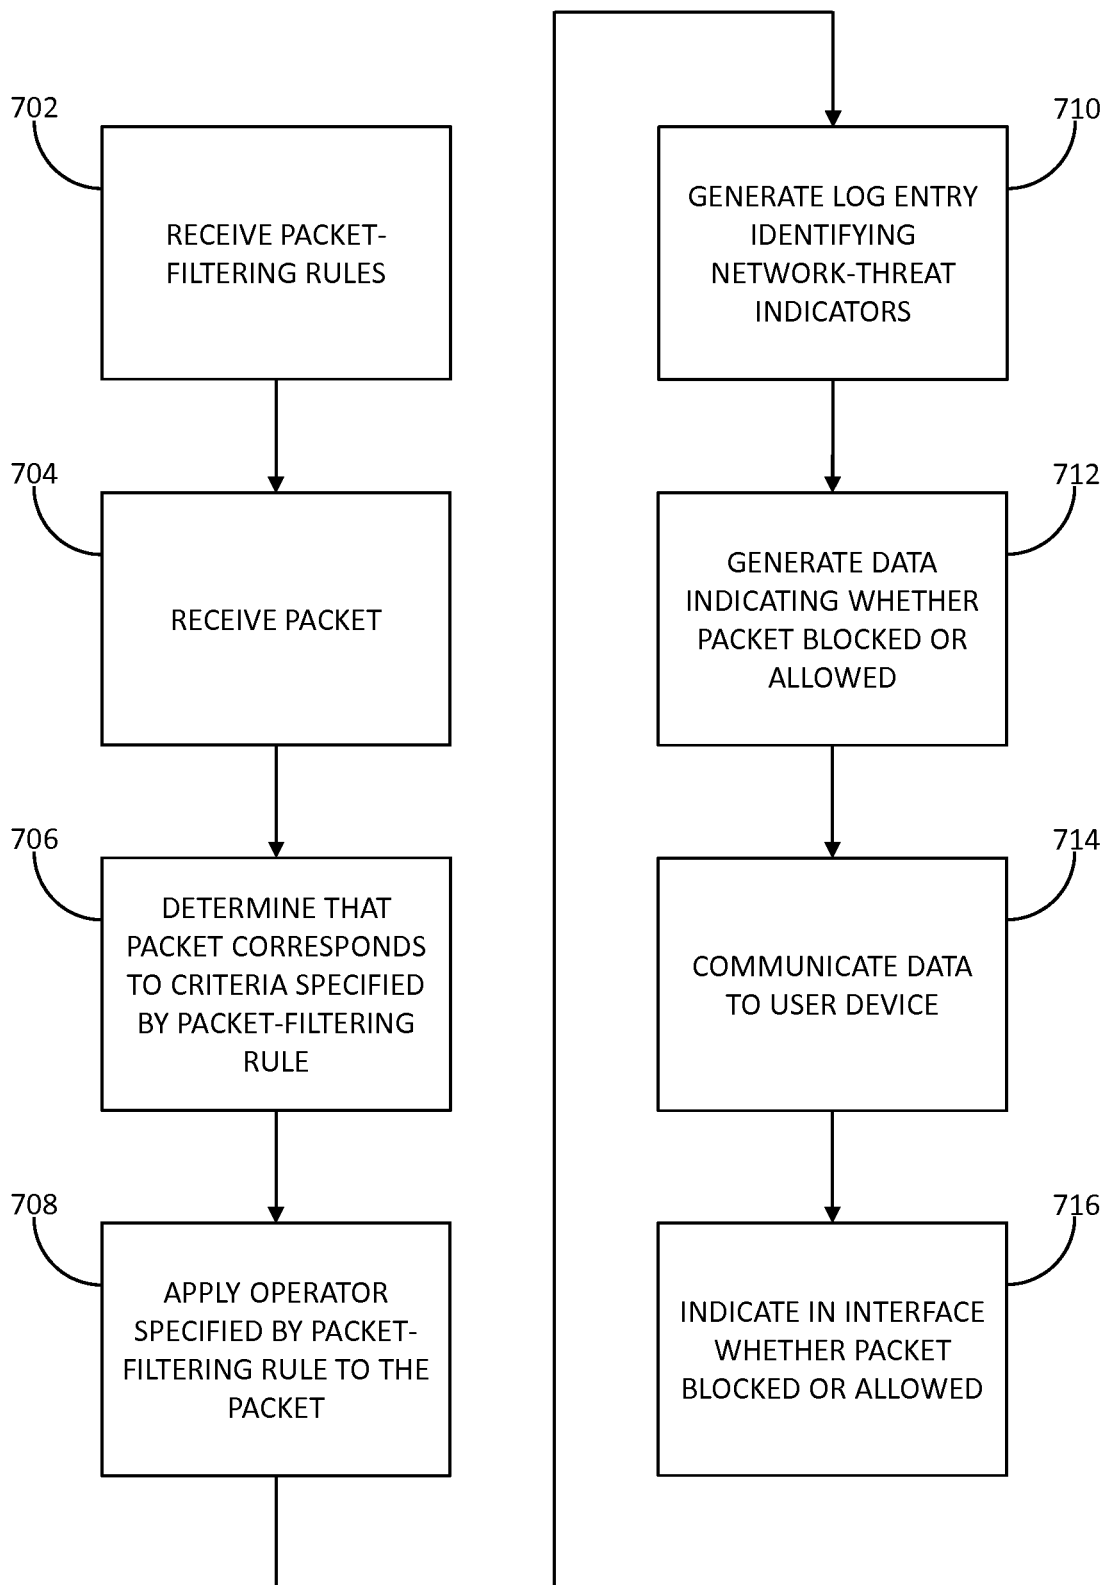 702
RECEIVE PACKET-
FILTERING RULES
704
RECEIVE PACKET
706
DETERMINE THAT
PACKET CORRESPONDS
TO CRITERIA SPECIFIED
BY PACKET-FILTERING
RULE
708
APPLY OPERATOR
SPECIFIED BY PACKET-
FILTERING RULE TO THE
PACKET
710
GENERATE LOG ENTRY
IDENTIFYING
NETWORK-THREAT
INDICATORS
712
GENERATE DATA
INDICATING WHETHER
PACKET BLOCKED OR
ALLOWED
714
COMMUNICATE DATA
TO USER DEVICE
716
INDICATE IN INTERFACE
WHETHER PACKET
BLOCKED OR ALLOWED